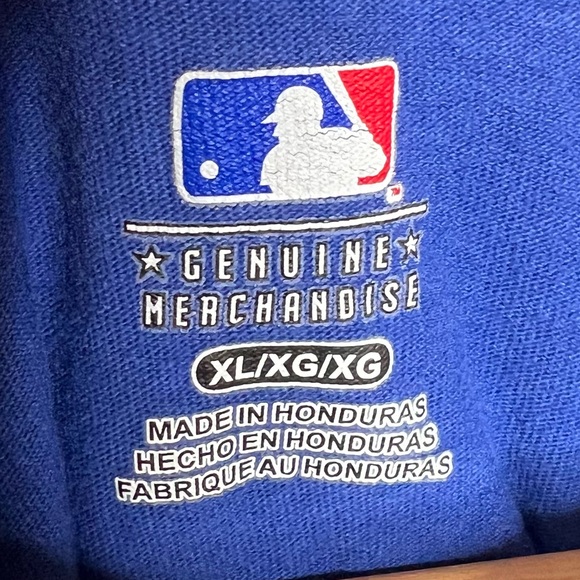 GENUINE
MERCHANDISE
XL/XG/XG
MADE IN HONDURAS
HECHO EN HONDURAS
FABRIQUE AU HONDURAS